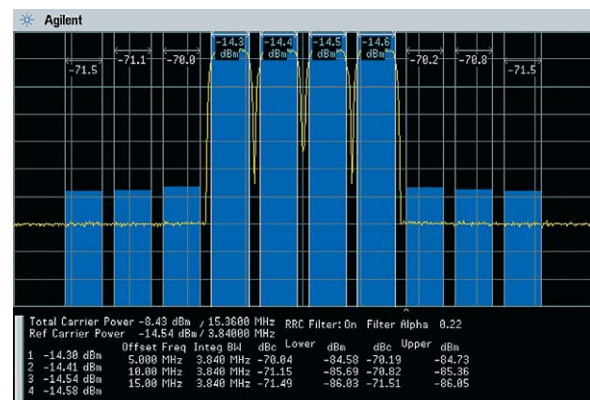 Agilent
-14.3 dBm -14.4 dBm -14.5 dBm -14.6 dBm
-71.5 -71.1 -70.0 -70.2 -70.8 -71.5
Total Carrier Power -8.43 dBm / 15.3600 MHz RRC Filter: On Filter Alpha 0.22
Ref Carrier Power -14.54 dBm / 3.84000 MHz
Offset Freq Integ BW dBc Lower dBm dBc Upper dBm
1 -14.30 dBm 5.000 MHz 3.840 MHz -70.04 -84.58 -70.19 -84.73
2 -14.41 dBm 10.00 MHz 3.840 MHz -71.15 -85.69 -70.82 -85.36
3 -14.54 dBm 15.00 MHz 3.840 MHz -71.49 -86.03 -71.51 -86.05
4 -14.58 dBm